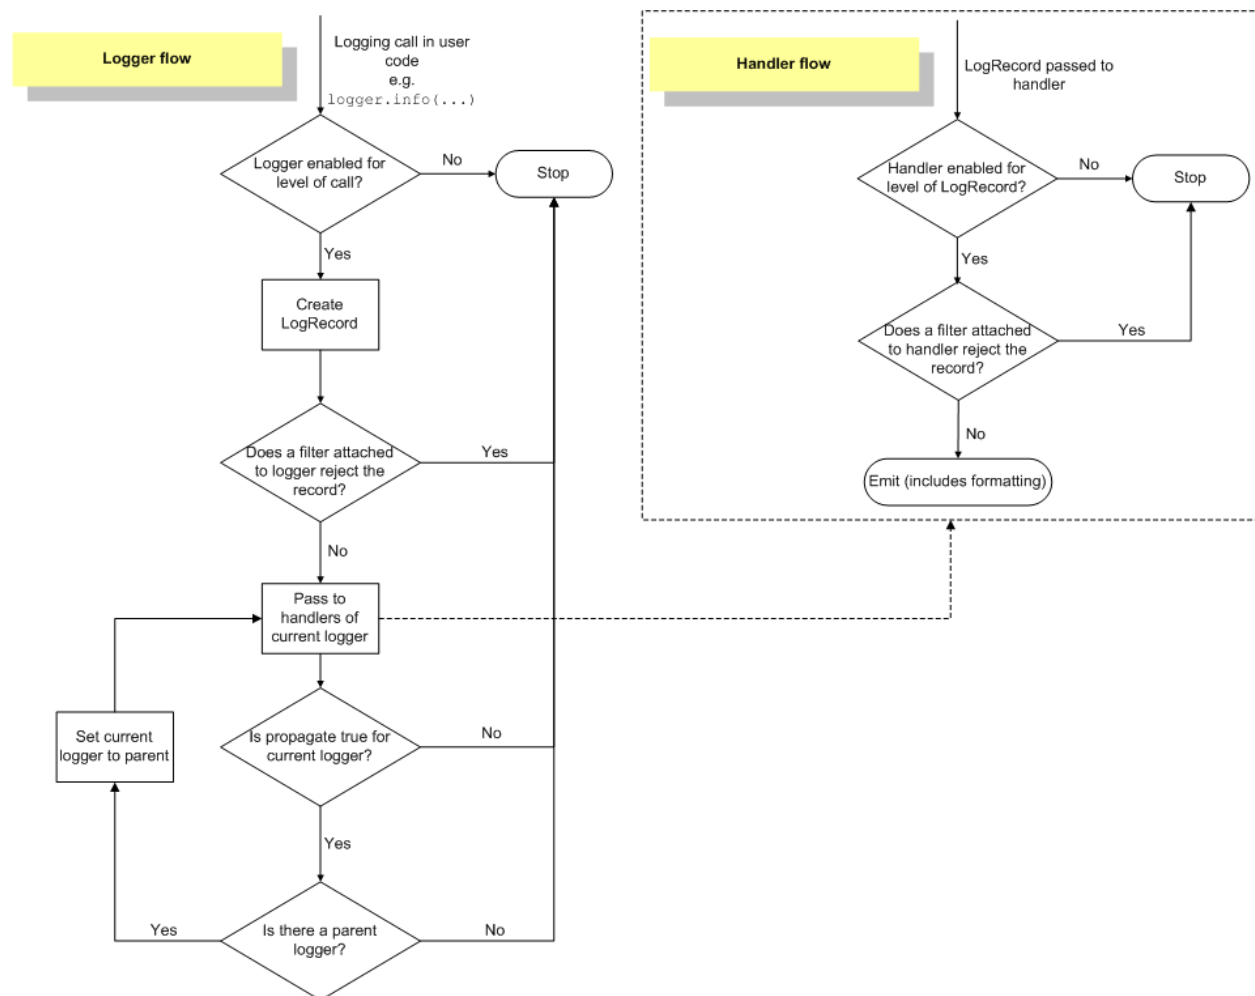 Logger flow
Logging call in user
code
e.g.
logger.info(...)
Logger enabled for
level of call?
No
Stop
Yes
Create
LogRecord
Does a filter attached
to logger reject the
record?
Yes
No
Pass to
handlers of
current logger
Set current
logger to parent
Is propagate true for
current logger?
No
Yes
Is there a parent
logger?
Yes
No
Handler flow
LogRecord passed to
handler
Handler enabled for
level of LogRecord?
No
Stop
Yes
Does a filter attached
to handler reject the
record?
Yes
No
Emit (includes formatting)